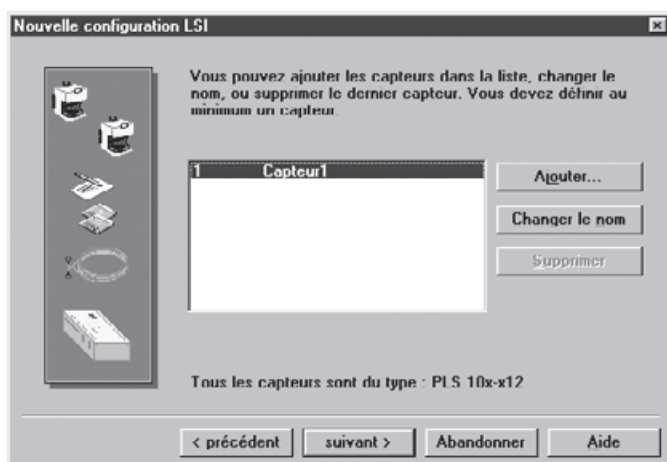 Nouvelle configuration LSI
Vous pouvez ajouter les capteurs dans la liste, changer le
nom, ou supprimer le dernier capteur. Vous devez définir au
minimum un capteur.
1 Capteur1
Ajouter...
Changer le nom
Supprimer
Tous les capteurs sont du type : PLS 10x-x12
< précédent
suivant >
Abandonner
Aide